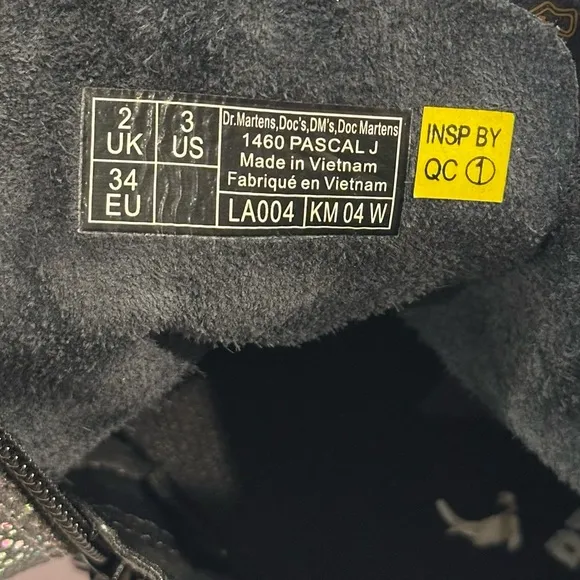 2
UK
3
US
34
EU
Dr.Martens,Doc's,DM's,Doc Martens
1460 PASCAL J
Made in Vietnam
Fabriqué en Vietnam
LA004
KM 04 W
INSP BY
QC 1